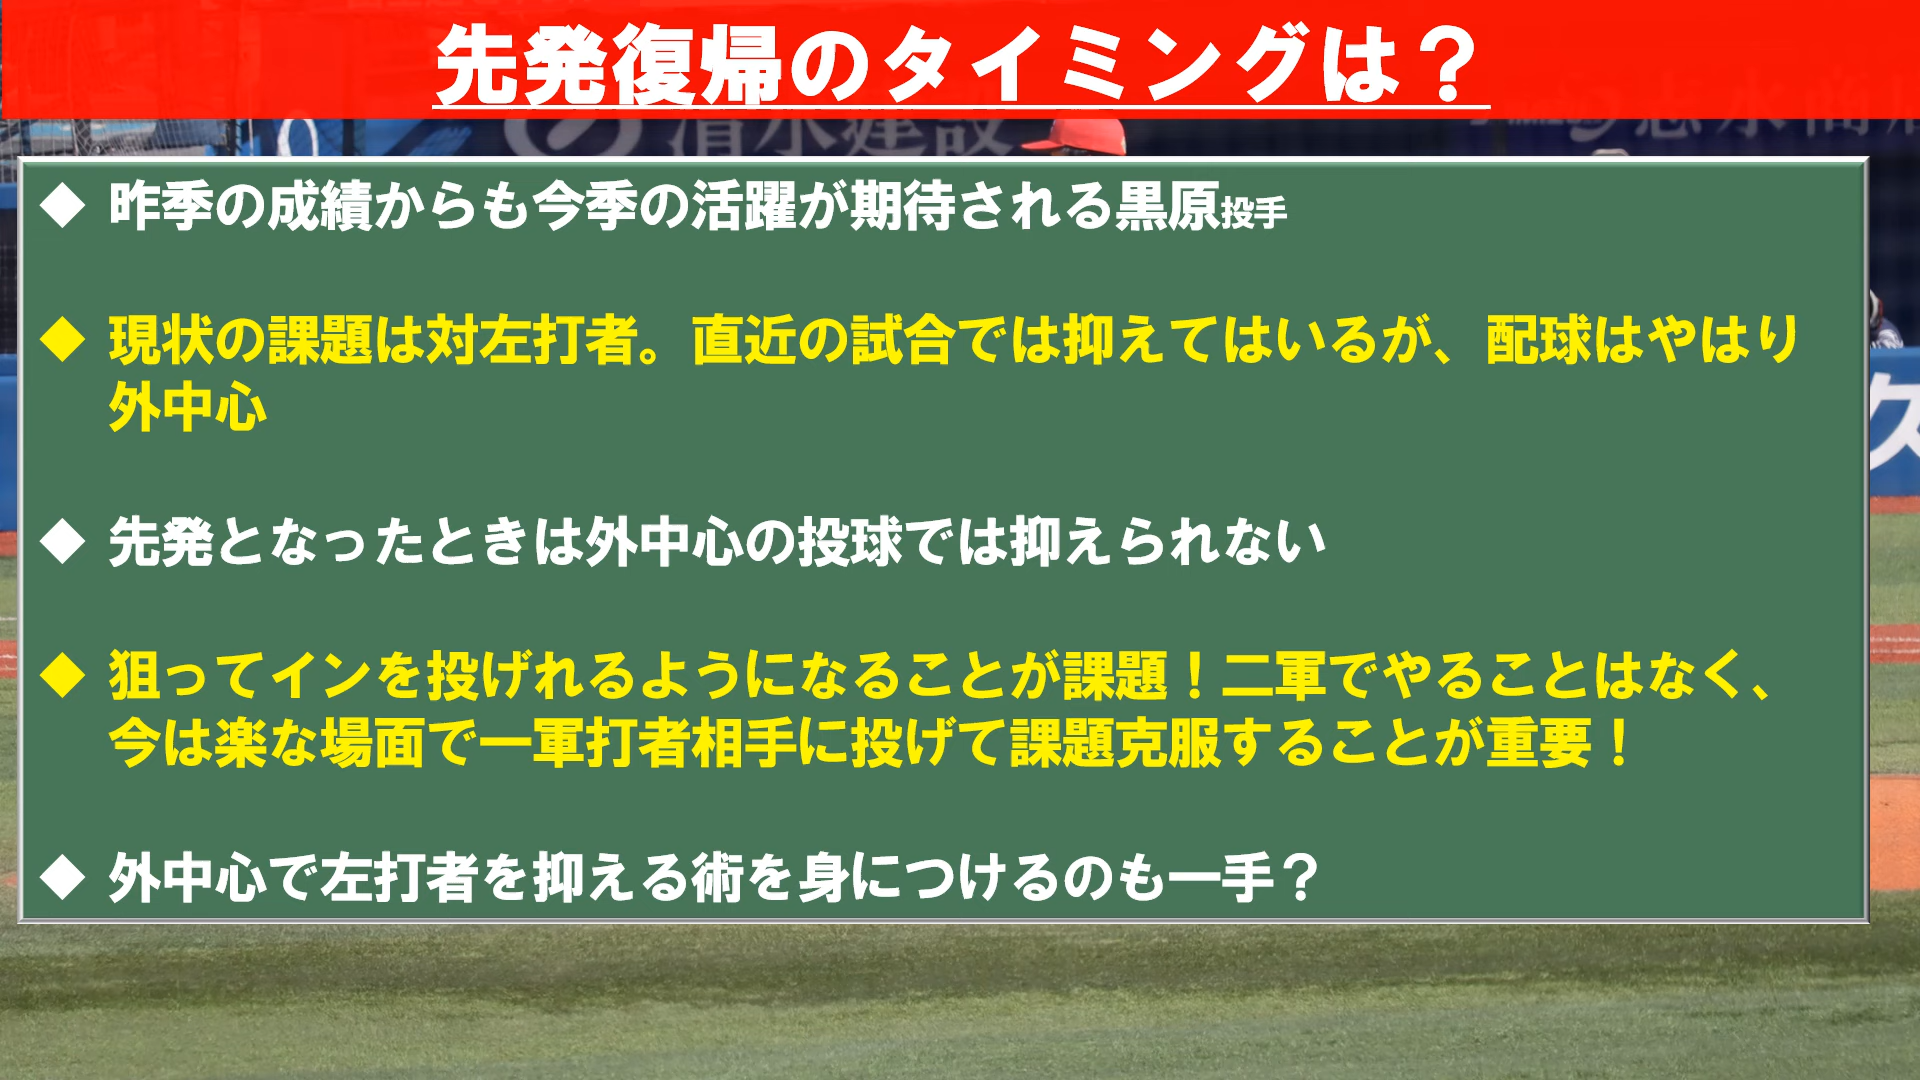 先発復帰のタイミングは？
清水建設
◆ 昨季の成績からも今季の活躍が期待される黒原投手
◆ 現状の課題は対左打者。直近の試合では抑えてはいるが、配球はやはり
外中心
◆ 先発となったときは外中心の投球では抑えられない
◆ 狙ってインを投げれるようになることが課題！二軍でやることはなく、
今は楽な場面で一軍打者相手に投げて課題克服することが重要！
◆ 外中心で左打者を抑える術を身につけるのも一手？